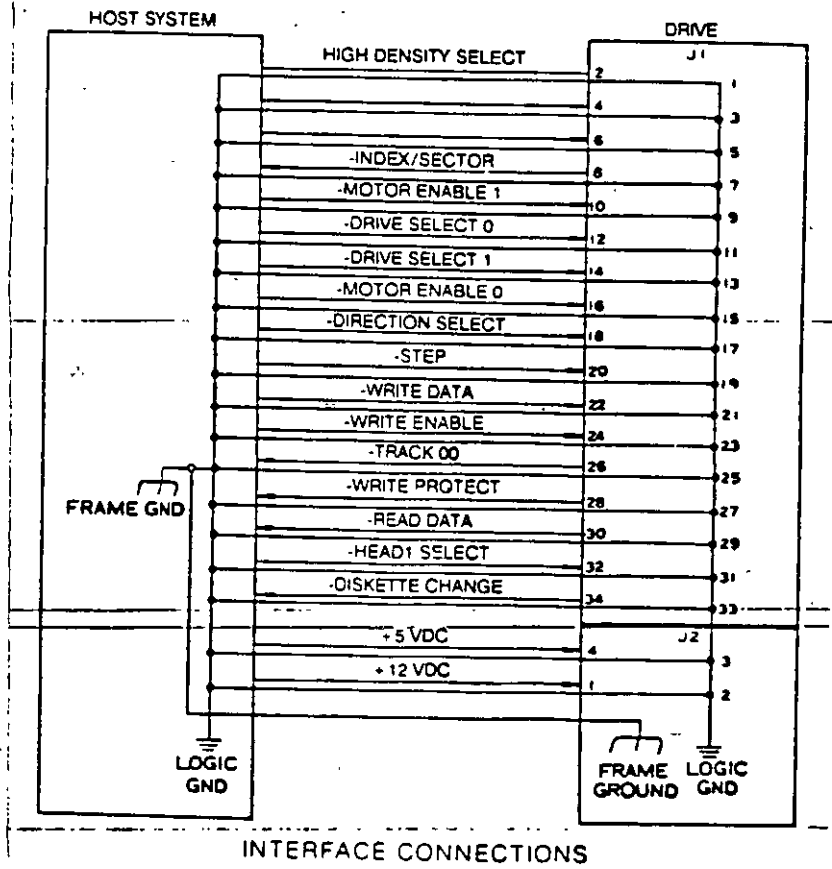 HOST SYSTEM
DRIVE
J1
HIGH DENSITY SELECT
2
1
4
3
6
5
-INDEX/SECTOR
8
7
-MOTOR ENABLE 1
10
9
-DRIVE SELECT 0
12
11
-DRIVE SELECT 1
14
13
-MOTOR ENABLE 0
16
15
-DIRECTION SELECT
18
17
-STEP
20
19
-WRITE DATA
22
21
-WRITE ENABLE
24
23
-TRACK 00
26
25
FRAME GND
-WRITE PROTECT
28
27
-READ DATA
30
29
-HEAD1 SELECT
32
31
-DISKETTE CHANGE
34
33
J2
+ 5 VDC
4
3
+ 12 VDC
1
2
LOGIC
GND
FRAME
GROUND
LOGIC
GND
INTERFACE CONNECTIONS